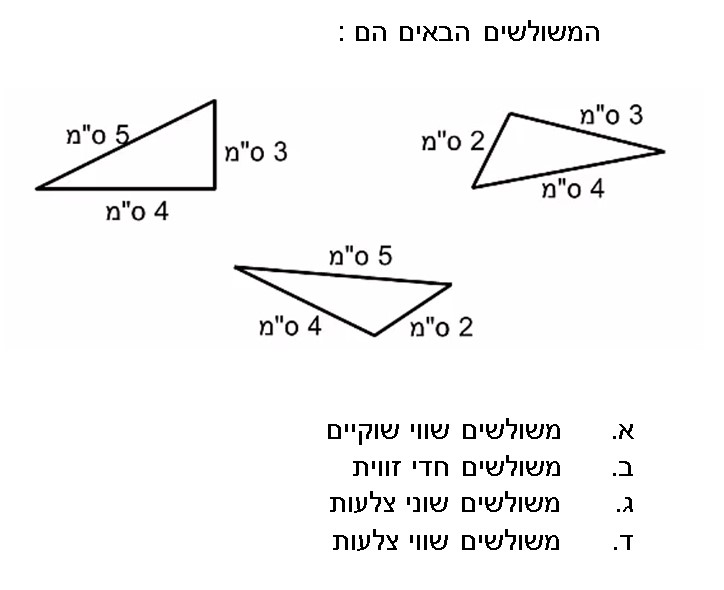 המשולשים הבאים הם :
5 ס"מ
3 ס"מ
4 ס"מ
3 ס"מ
2 ס"מ
4 ס"מ
5 ס"מ
4 ס"מ
2 ס"מ
א. משולשים שווי שוקיים
ב. משולשים חדי זווית
ג. משולשים שוני צלעות
ד. משולשים שווי צלעות